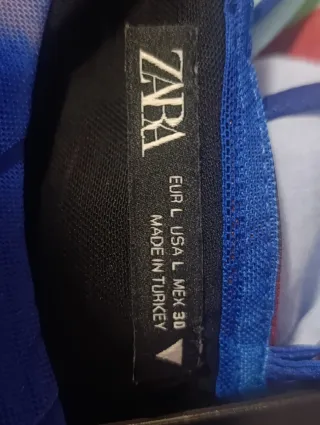 ZARA
EUR L USA L MEX 30
MADE IN TURKEY